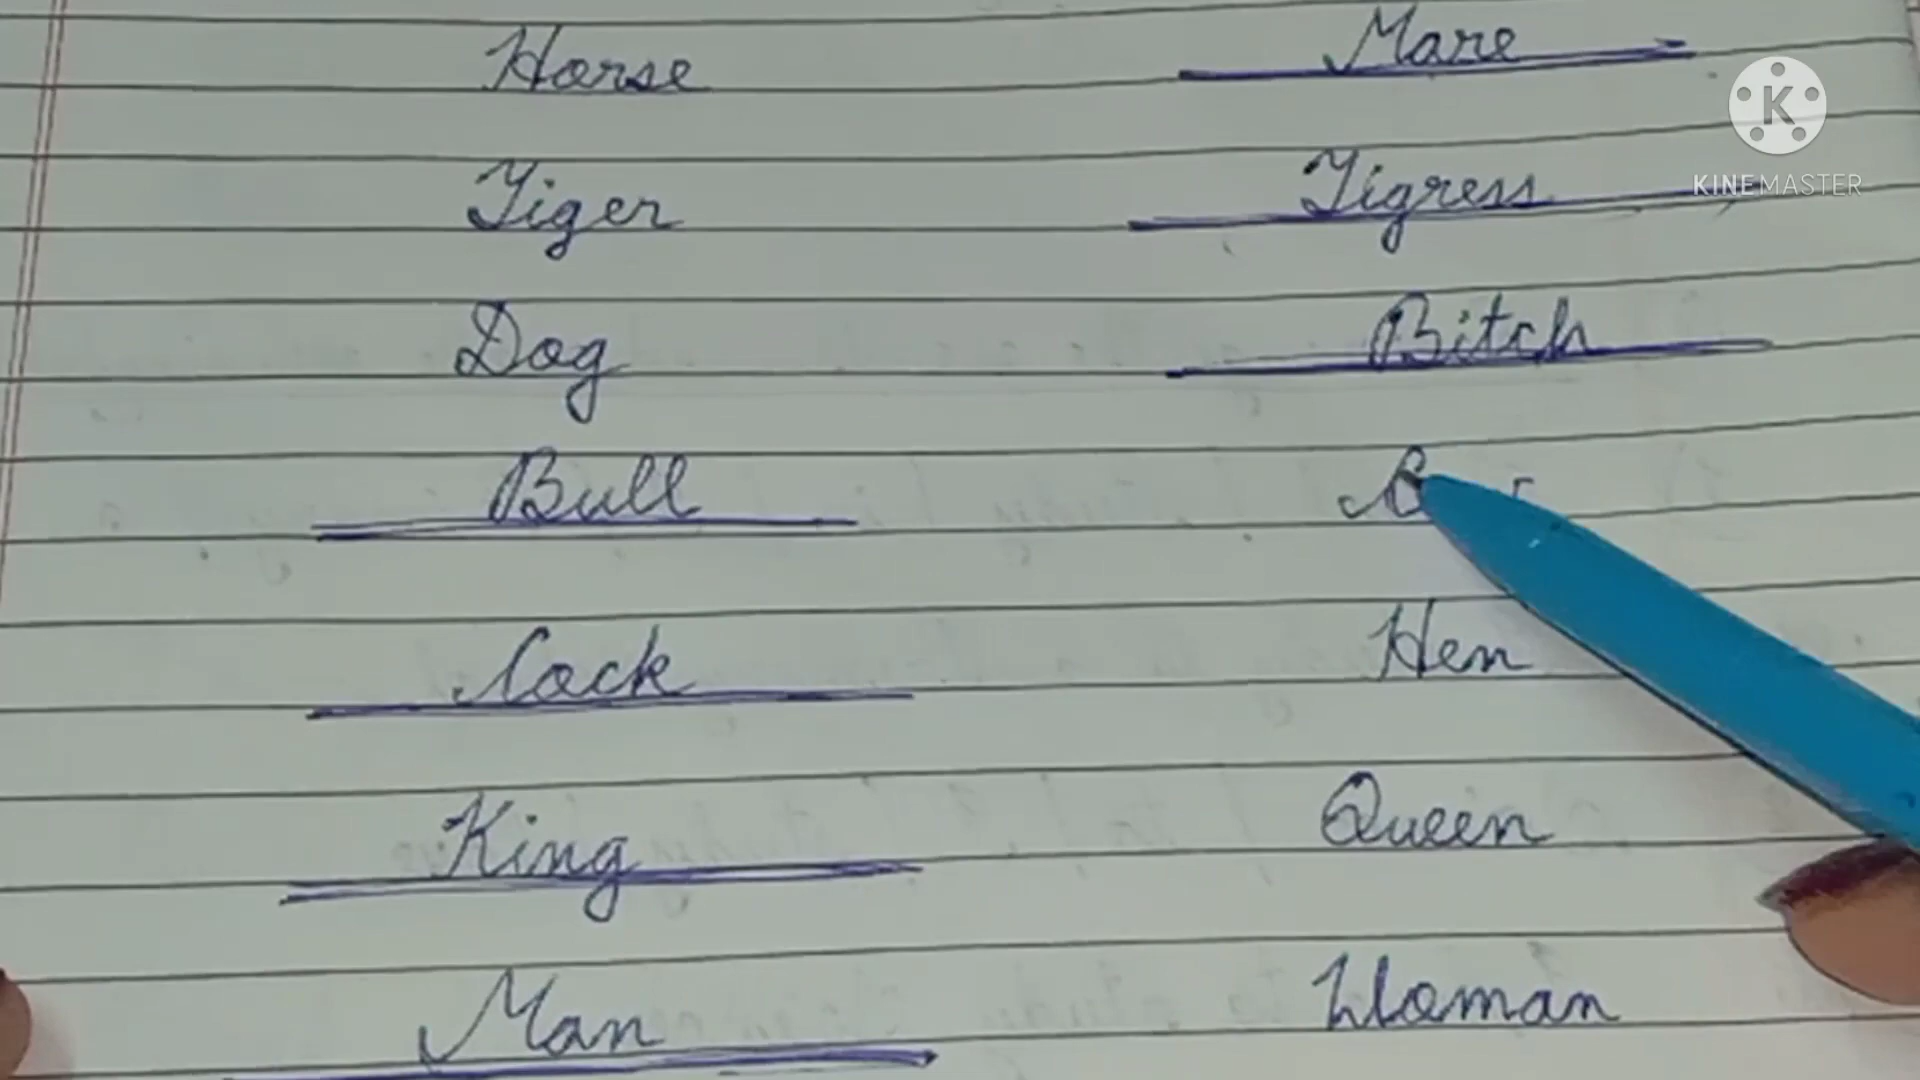 Horse Mare
Tiger Tigress
Dog Bitch
Bull
Cock Hen
King Queen
Man Woman
KINEMASTER